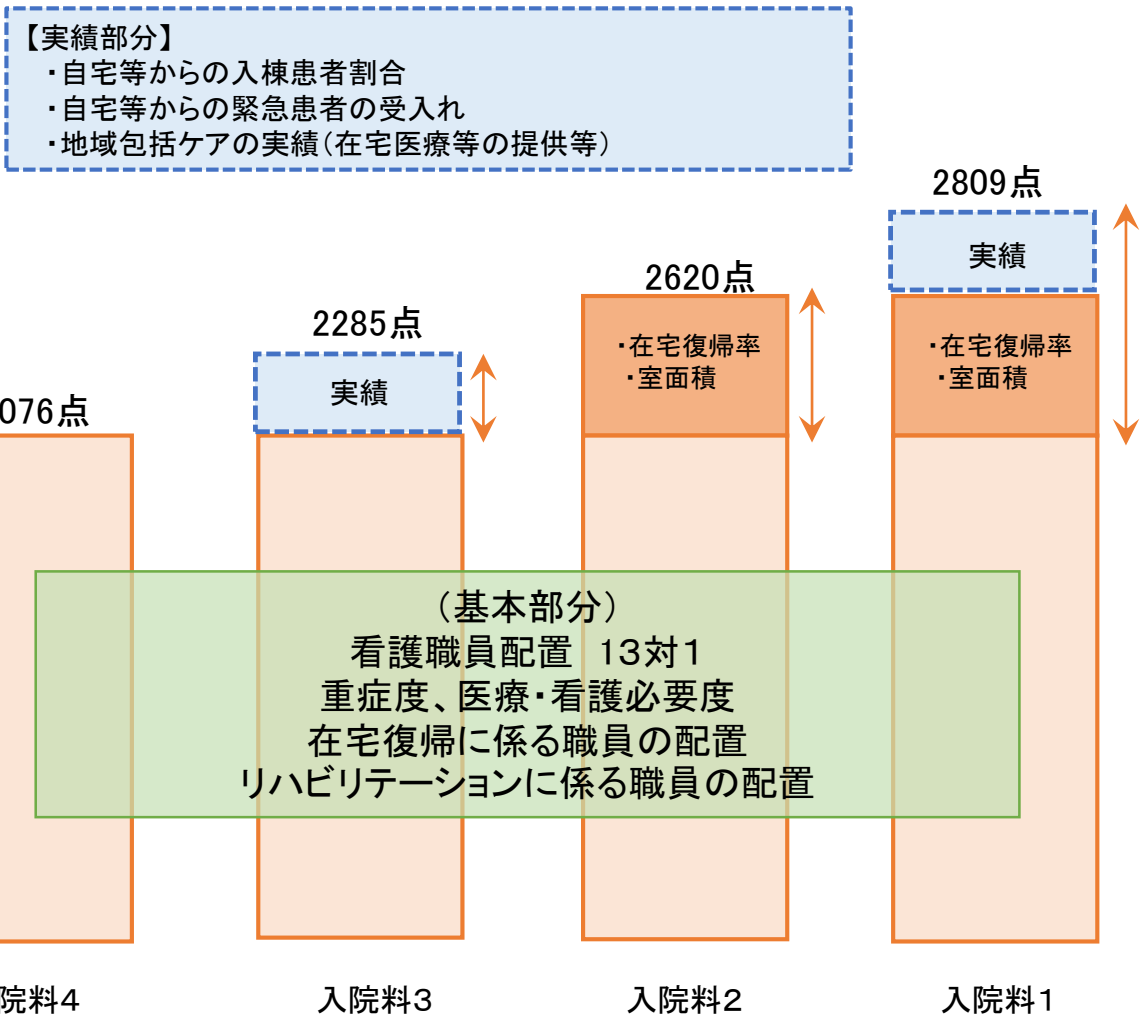 【実績部分】
・自宅等からの入棟患者割合
・自宅等からの緊急患者の受入れ
・地域包括ケアの実績(在宅医療等の提供等)
2809点
実績
2620点
・在宅復帰率
・室面積
・在宅復帰率
・室面積
2285点
実績
076点
(基本部分)
看護職員配置 13対1
重症度、医療・看護必要度
在宅復帰に係る職員の配置
リハビリテーションに係る職員の配置
院料4
入院料3
入院料2
入院料1